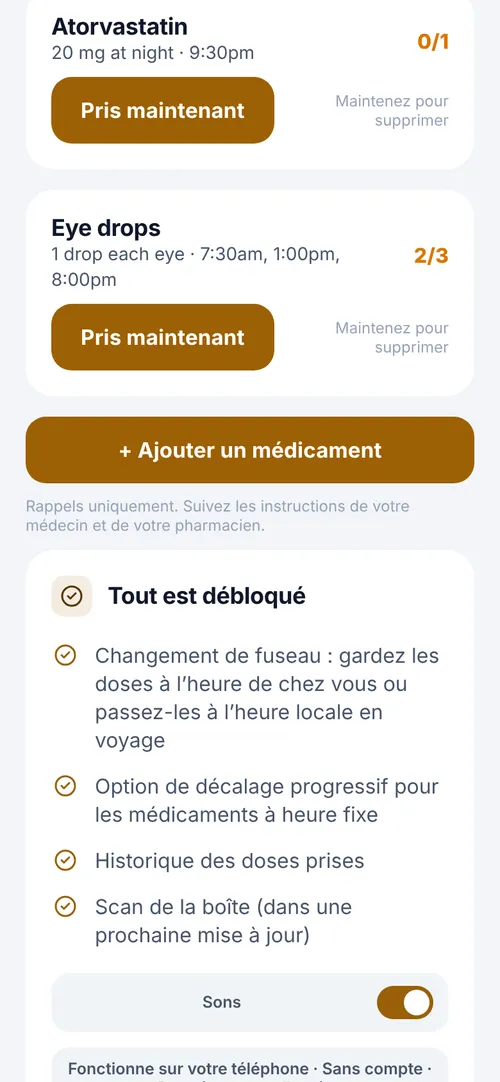 Atorvastatin
20 mg at night · 9:30pm
0/1
Pris maintenant
Maintenez pour
supprimer
Eye drops
1 drop each eye · 7:30am, 1:00pm,
8:00pm
2/3
Pris maintenant
Maintenez pour
supprimer
+ Ajouter un médicament
Rappels uniquement. Suivez les instructions de votre
médecin et de votre pharmacien.
Tout est débloqué
Changement de fuseau : gardez les
doses à l’heure de chez vous ou
passez-les à l’heure locale en
voyage
Option de décalage progressif pour
les médicaments à heure fixe
Historique des doses prises
Scan de la boîte (dans une
prochaine mise à jour)
Sons
Fonctionne sur votre téléphone · Sans compte ·